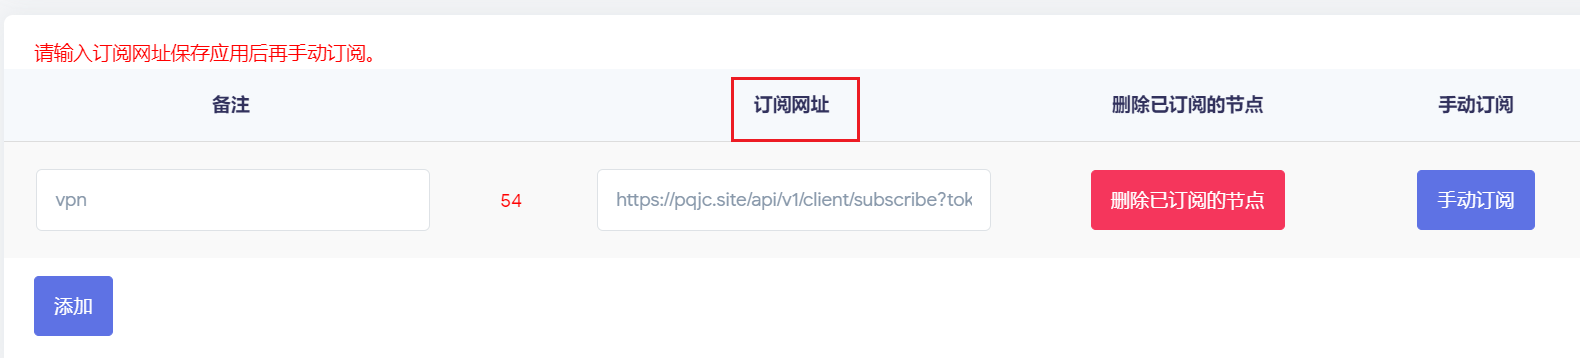 请输入订阅网址保存应用后再手动订阅。
备注 订阅网址 删除已订阅的节点 手动订阅
vpn 54 https://pqjc.site/api/v1/client/subscribe?tok 删除已订阅的节点 手动订阅
添加